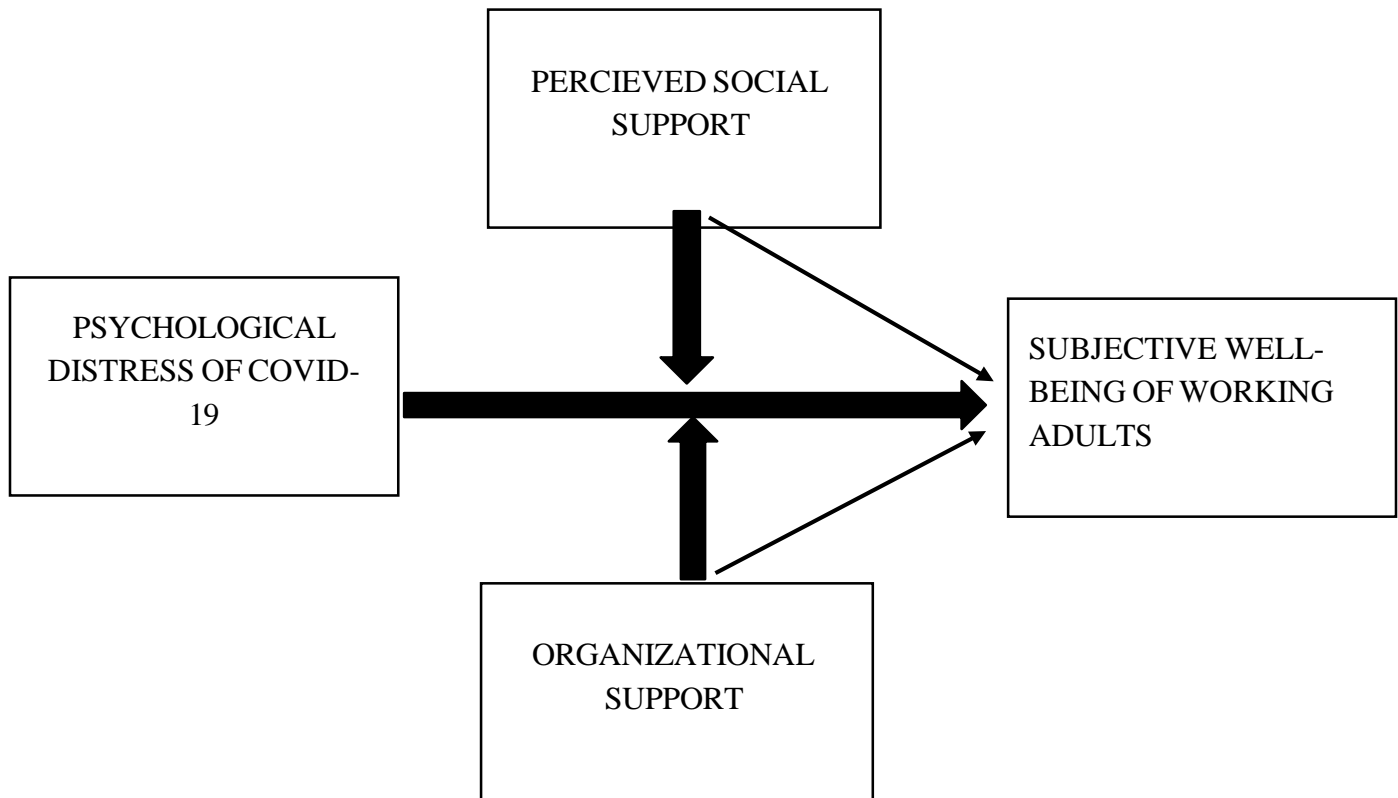 PERCIEVED SOCIAL
SUPPORT
PSYCHOLOGICAL
DISTRESS OF COVID-
19
SUBJECTIVE WELL-
BEING OF WORKING
ADULTS
ORGANIZATIONAL
SUPPORT